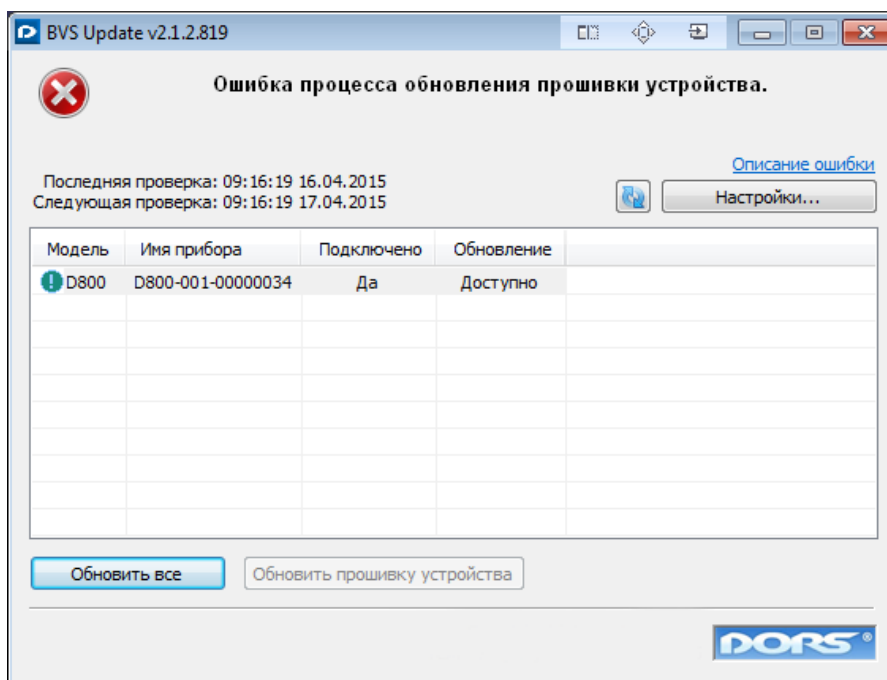 BVS Update v2.1.2.819
Ошибка процесса обновления прошивки устройства.
Описание ошибки
Последняя проверка: 09:16:19 16.04.2015
Следующая проверка: 09:16:19 17.04.2015
Настройки...
Модель Имя прибора Подключено Обновление
D800 D800-001-00000034 Да Доступно
Обновить все Обновить прошивку устройства
DORS®